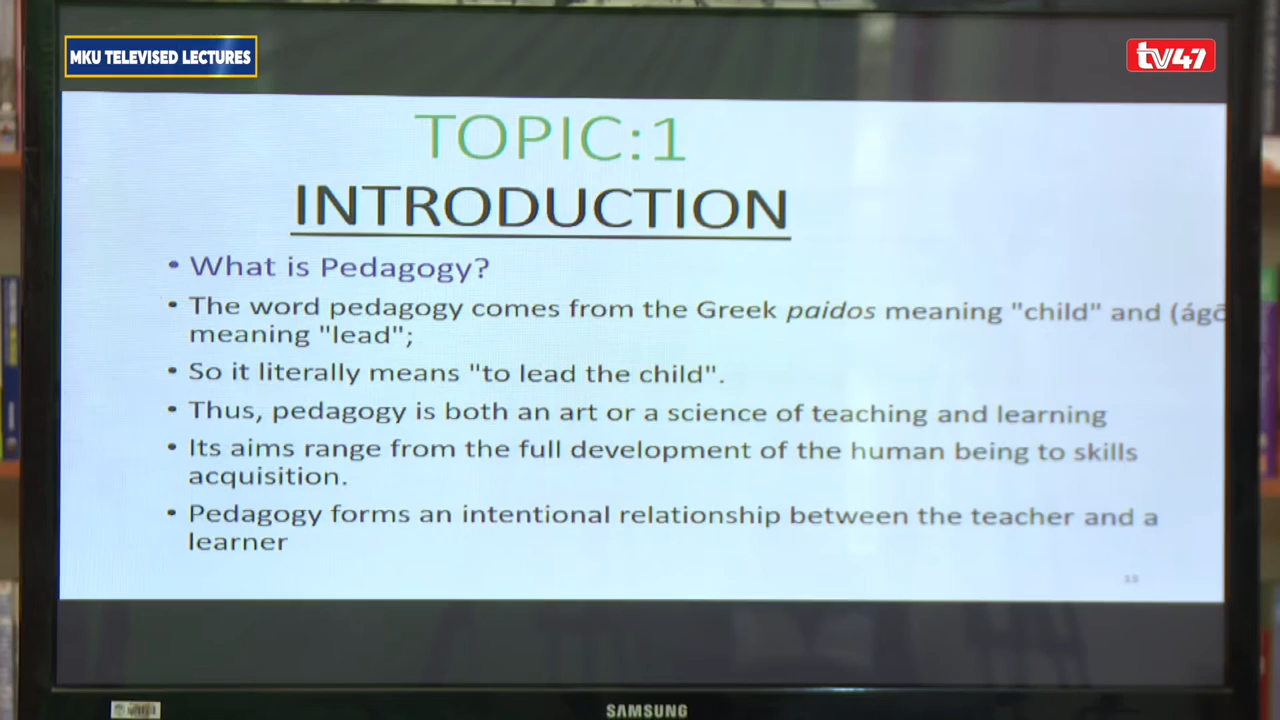 MKU TELEVISED LECTURES
tv47
TOPIC:1
INTRODUCTION
• What is Pedagogy?
• The word pedagogy comes from the Greek paidos meaning "child" and (ágō
meaning "lead";
• So it literally means "to lead the child".
• Thus, pedagogy is both an art or a science of teaching and learning
• Its aims range from the full development of the human being to skills
acquisition.
• Pedagogy forms an intentional relationship between the teacher and a
learner
13
SAMSUNG